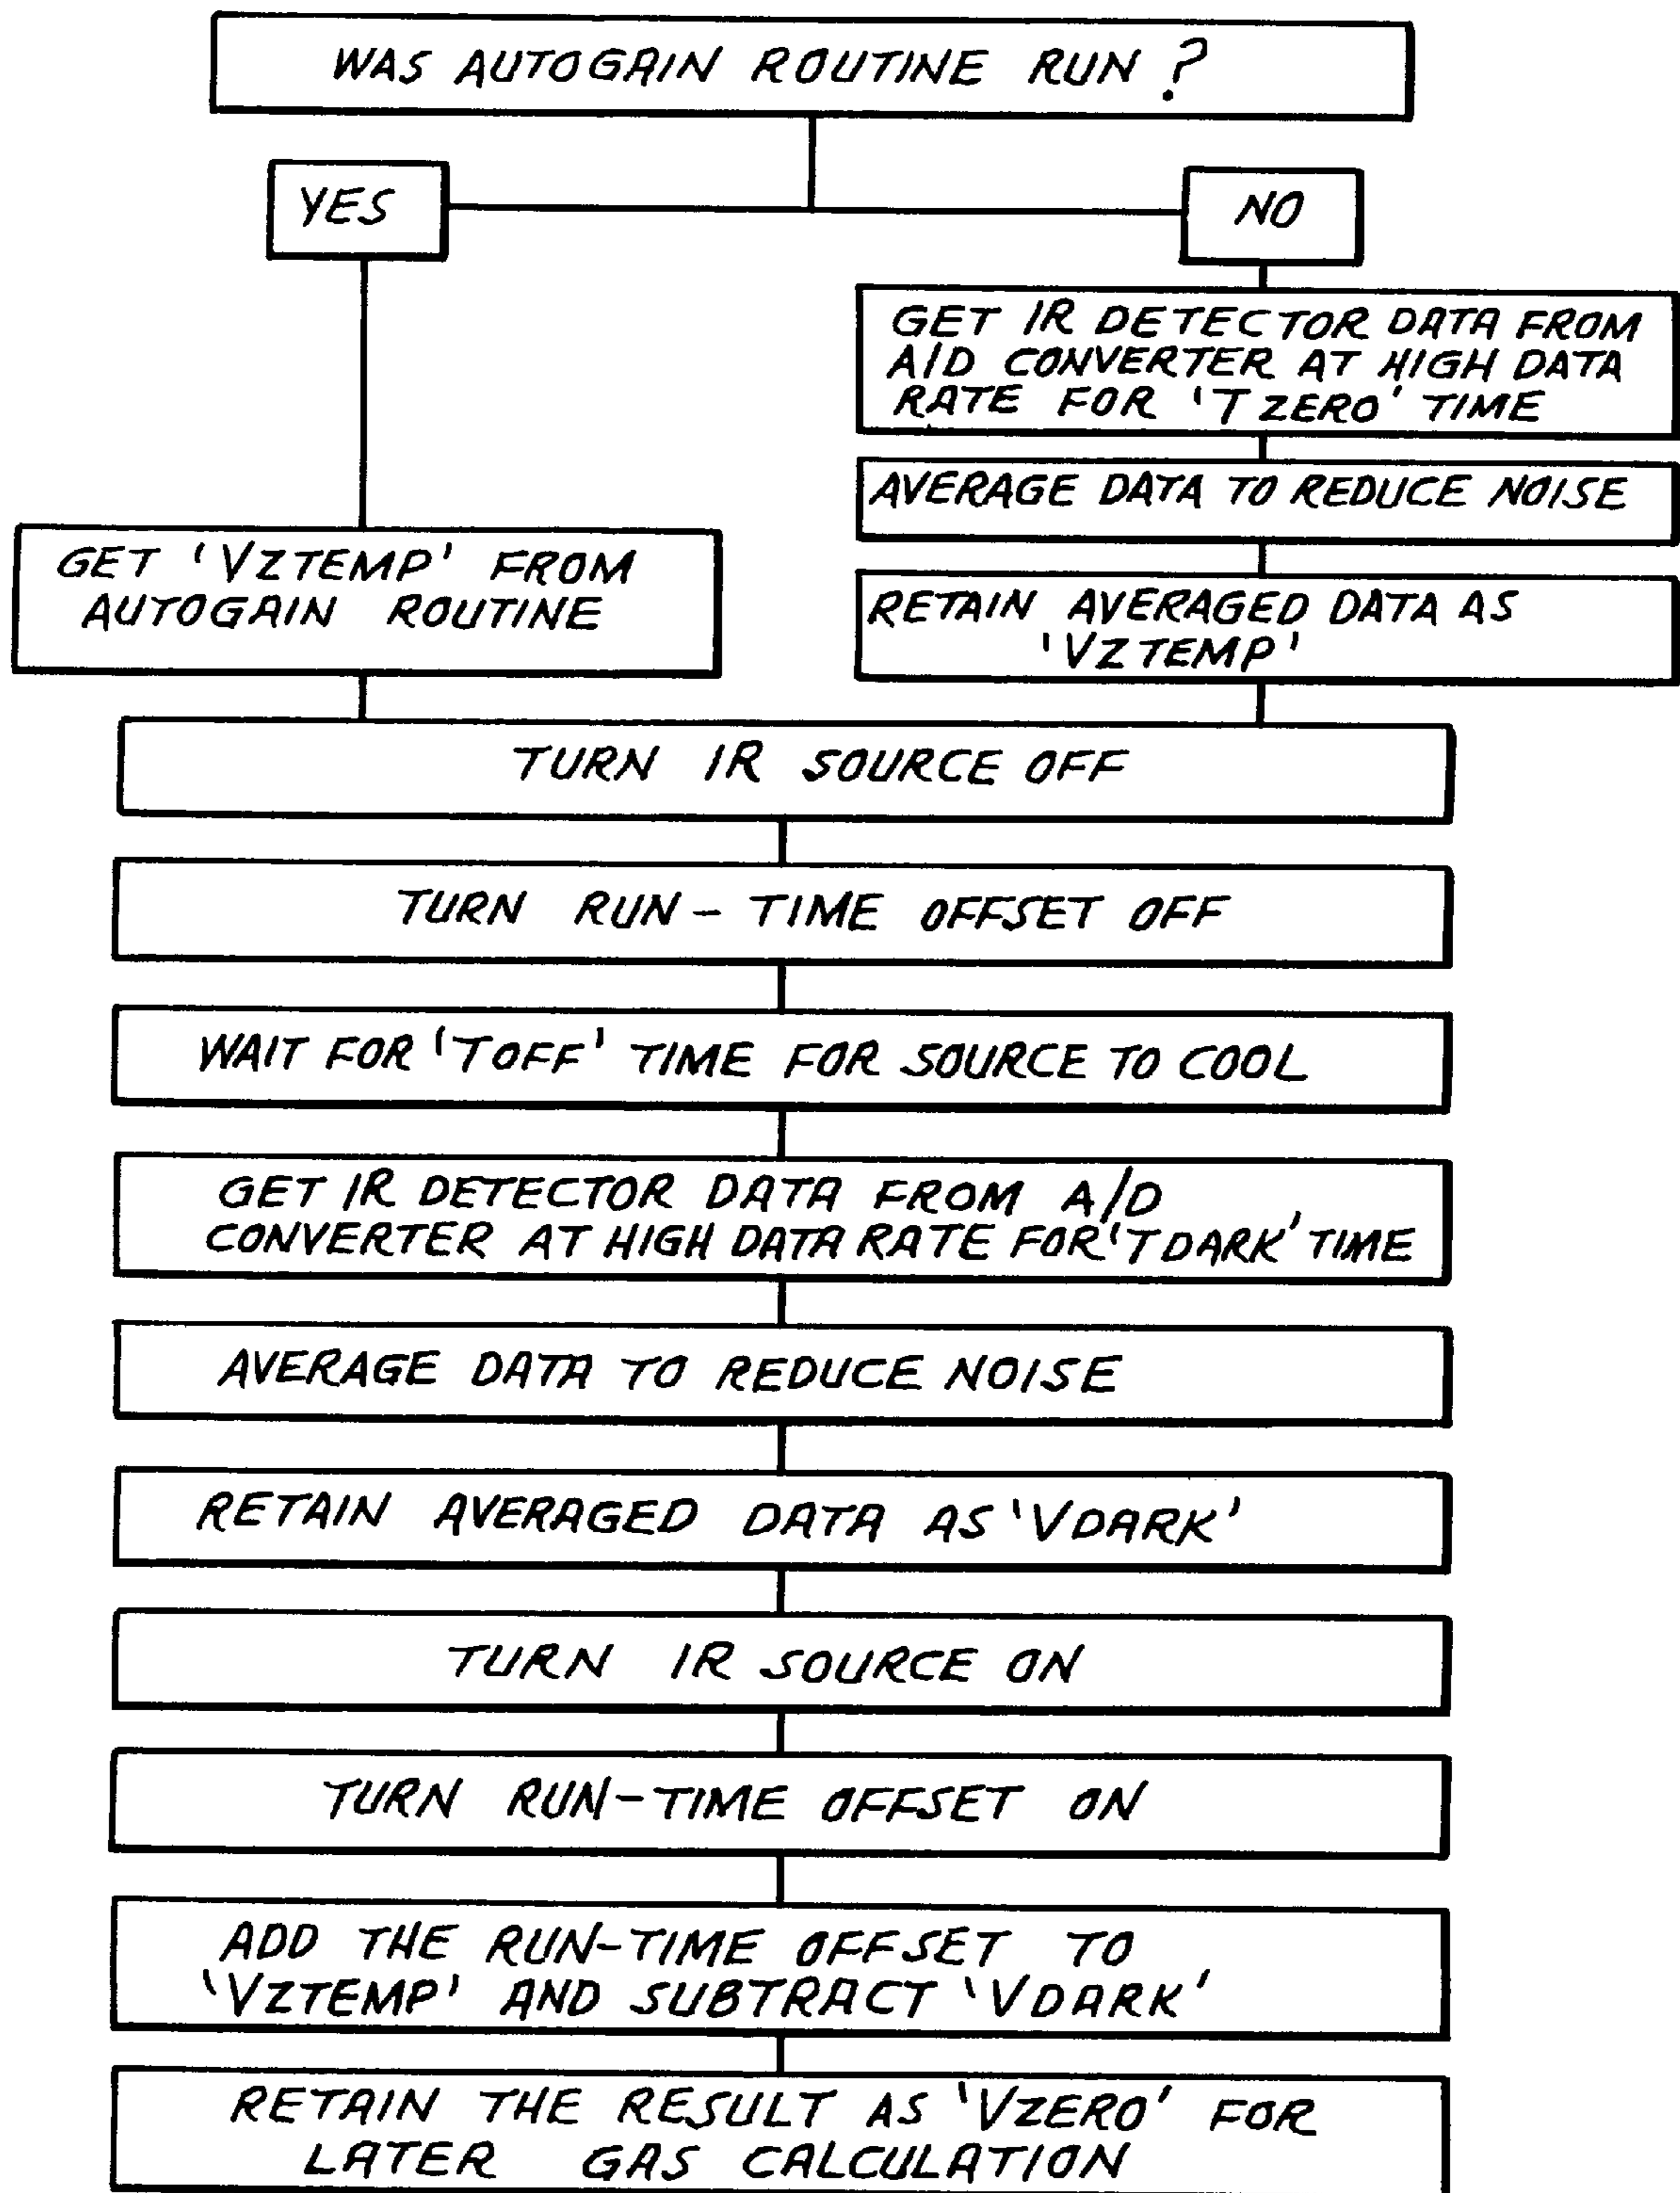 WAS AUTOGAIN ROUTINE RUN ?
YES
NO
GET IR DETECTOR DATA FROM
A/D CONVERTER AT HIGH DATA
RATE FOR 'TZERO' TIME
AVERAGE DATA TO REDUCE NOISE
GET 'VZTEMP' FROM
AUTOGAIN ROUTINE
RETAIN AVERAGED DATA AS
'VZTEMP'
TURN IR SOURCE OFF
TURN RUN-TIME OFFSET OFF
WAIT FOR 'TOFF' TIME FOR SOURCE TO COOL
GET IR DETECTOR DATA FROM A/D
CONVERTER AT HIGH DATA RATE FOR 'TDARK' TIME
AVERAGE DATA TO REDUCE NOISE
RETAIN AVERAGED DATA AS 'VDARK'
TURN IR SOURCE ON
TURN RUN-TIME OFFSET ON
ADD THE RUN-TIME OFFSET TO
'VZTEMP' AND SUBTRACT 'VDARK'
RETAIN THE RESULT AS 'VZERO' FOR
LATER GAS CALCULATION